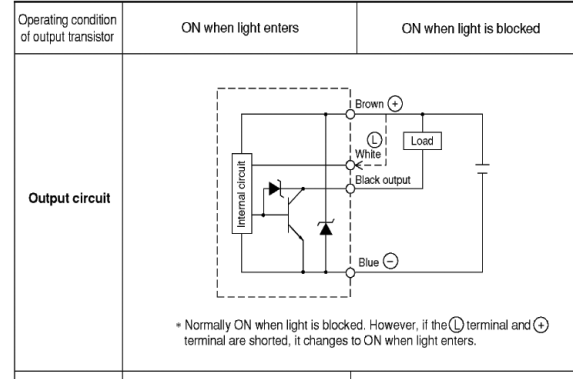 Operating condition
of output transistor
ON when light enters
ON when light is blocked
Output circuit
Internal circuit
Brown +
L
Load
White
Black output
Blue −
* Normally ON when light is blocked. However, if the L terminal and +
terminal are shorted, it changes to ON when light enters.